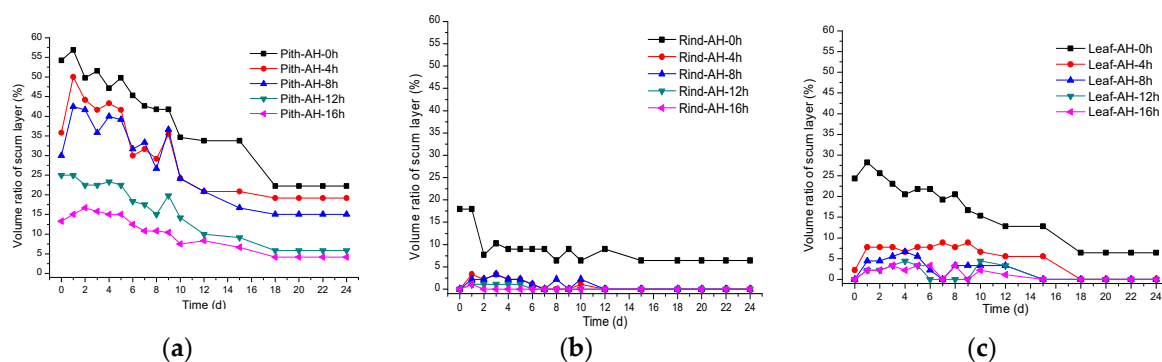 60
55
50
45
40
35
30
25
20
15
10
5
0
Volume ratio of scum layer (%)
0 2 4 6 8 10 12 14 16 18 20 22 24
Time (d)
Pith-AH-0h
Pith-AH-4h
Pith-AH-8h
Pith-AH-12h
Pith-AH-16h
(a)
60
55
50
45
40
35
30
25
20
15
10
5
0
Volume ratio of scum layer (%)
0 2 4 6 8 10 12 14 16 18 20 22 24
Time (d)
Rind-AH-0h
Rind-AH-4h
Rind-AH-8h
Rind-AH-12h
Rind-AH-16h
(b)
60
55
50
45
40
35
30
25
20
15
10
5
0
Volume ratio of scum layer (%)
0 2 4 6 8 10 12 14 16 18 20 22 24
Time (d)
Leaf-AH-0h
Leaf-AH-4h
Leaf-AH-8h
Leaf-AH-12h
Leaf-AH-16h
(c)